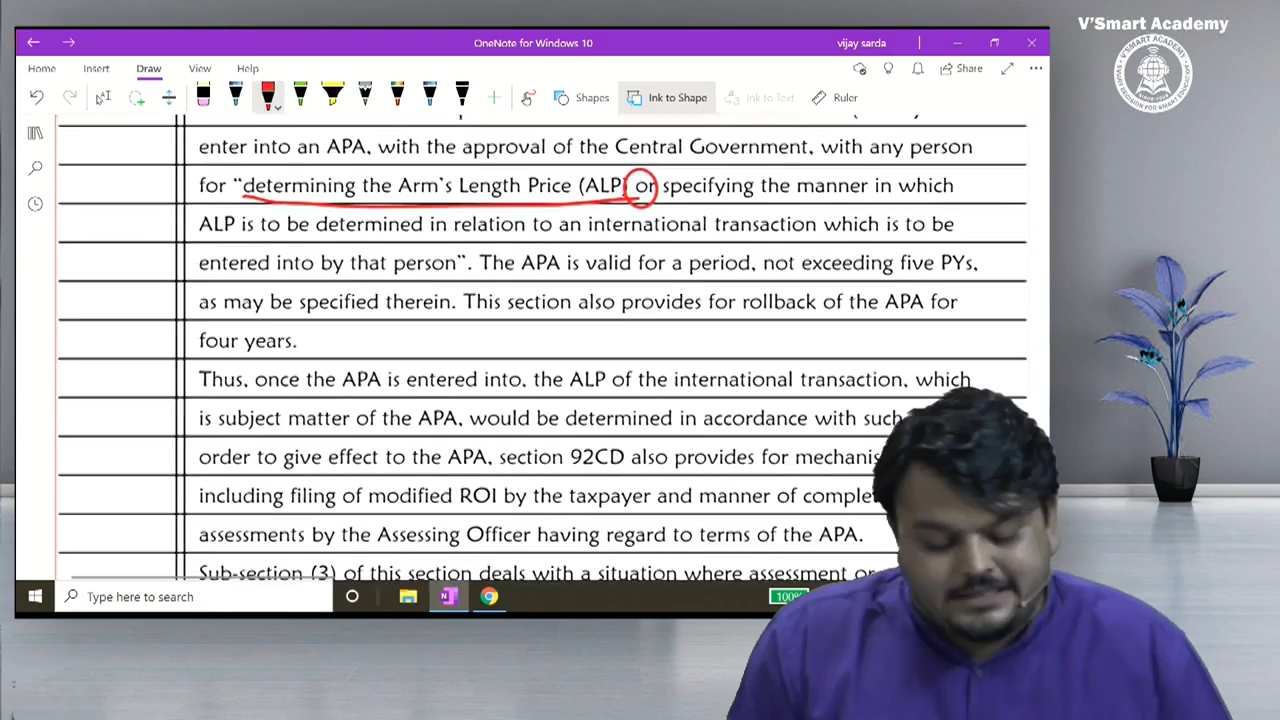 V'Smart Academy
OneNote for Windows 10
vijay sarda
Home Insert Draw View Help
Share
Shapes
Ink to Shape
Ink to Text
Ruler
enter into an APA, with the approval of the Central Government, with any person
for “determining the Arm's Length Price (ALP) or specifying the manner in which
ALP is to be determined in relation to an international transaction which is to be
entered into by that person”. The APA is valid for a period, not exceeding five PYs,
as may be specified therein. This section also provides for rollback of the APA for
four years.
Thus, once the APA is entered into, the ALP of the international transaction, which
is subject matter of the APA, would be determined in accordance with such
order to give effect to the APA, section 92CD also provides for
including filing of modified ROI by the taxpayer and manner of
assessments by the Assessing Officer having regard to terms of the APA.
Sub-section (3) of this section deals with a situation where assessment or
Type here to search
100%